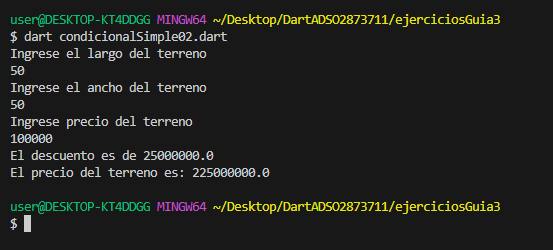 user@DESKTOP-KT4DDGG MINGW64 ~/Desktop/DartADSO2873711/ejerciciosGuia3
$ dart condicionalSimple02.dart
Ingrese el largo del terreno
50
Ingrese el ancho del terreno
50
Ingrese precio del terreno
100000
El descuento es de 25000000.0
El precio del terreno es: 225000000.0
user@DESKTOP-KT4DDGG MINGW64 ~/Desktop/DartADSO2873711/ejerciciosGuia3
$